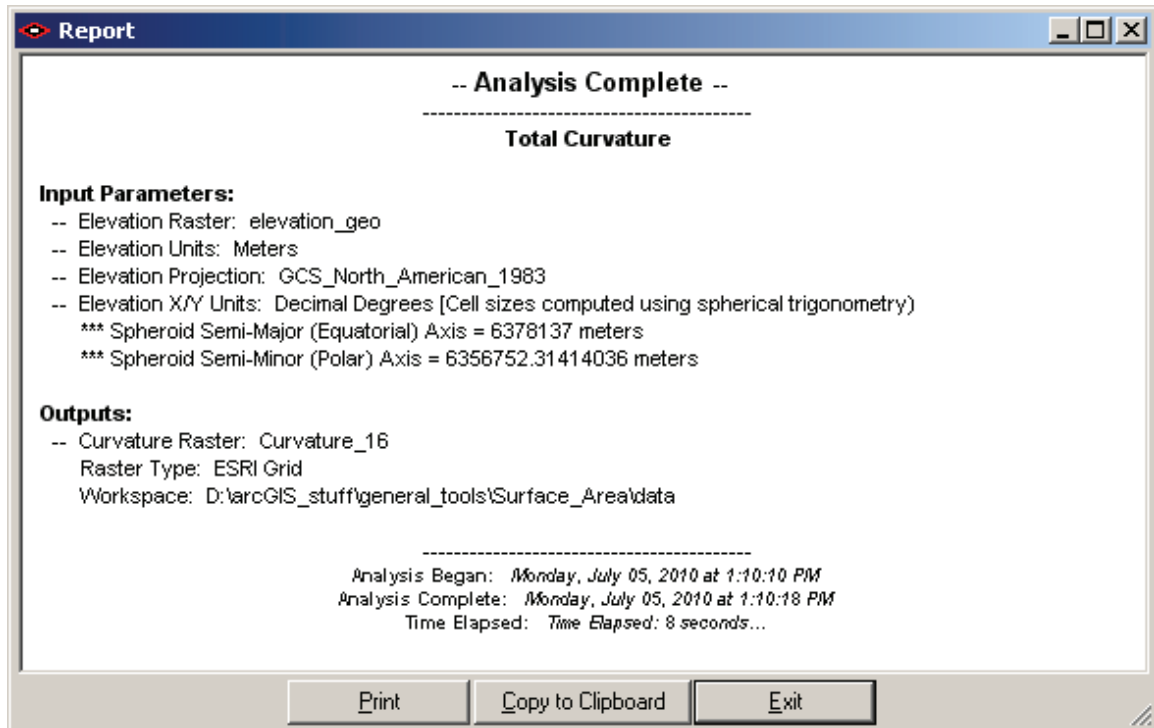 Report
-- Analysis Complete --
------------------------------------------
Total Curvature
Input Parameters:
-- Elevation Raster: elevation_geo
-- Elevation Units: Meters
-- Elevation Projection: GCS_North_American_1983
-- Elevation X/Y Units: Decimal Degrees [Cell sizes computed using spherical trigonometry)
*** Spheroid Semi-Major (Equatorial) Axis = 6378137 meters
*** Spheroid Semi-Minor (Polar) Axis = 6356752.31414036 meters
Outputs:
-- Curvature Raster: Curvature_16
Raster Type: ESRI Grid
Workspace: D:\arcGIS_stuff\general_tools\Surface_Area\data
------------------------------------------
Analysis Began: Monday, July 05, 2010 at 1:10:10 PM
Analysis Complete: Monday, July 05, 2010 at 1:10:18 PM
Time Elapsed: Time Elapsed: 8 seconds...
Print Copy to Clipboard Exit